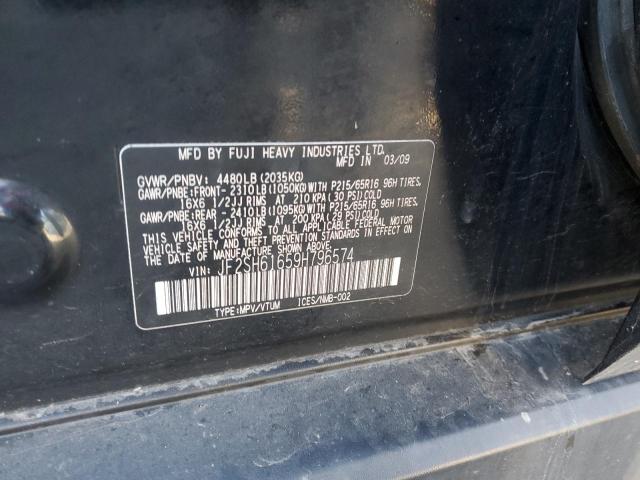 MFD BY FUJI HEAVY INDUSTRIES LTD.
MFD IN 03/09
GVWR/PNBV: 4480LB (2035KG)
GAWR/PNBE:FRONT- 2310LB(1050KG)WITH P215/65R16 96H TIRES.
16X6 1/2JJ RIMS AT 210KPA(30 PSI)COLD
GAWR/PNBE:REAR - 2410LB(1095KG)WITH P215/65R16 96H TIRES.
16X6 1/2JJ RIMS AT 200KPA(29 PSI)COLD
THIS VEHICLE CONFORMS TO ALL APPLICABLE FEDERAL MOTOR
VEHICLE SAFETY STANDARDS IN EFFECT ON
THE DATE OF MANUFACTURE SHOWN ABOVE.
VIN: JF2SH61659H796574
TYPE:MPV/VTUM ICES/NMB-002